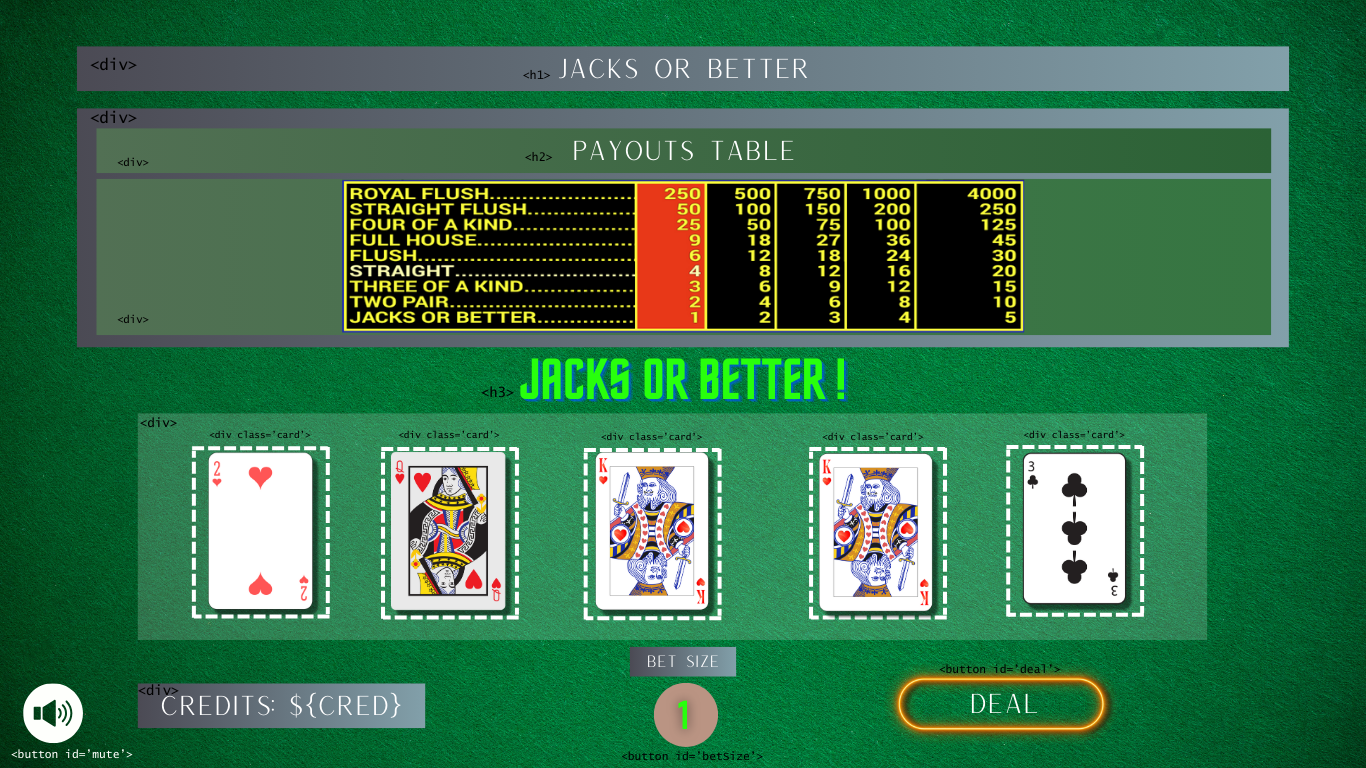 <div>
<h1> JACKS OR BETTER
<div>
<div> <h2> PAYOUTS TABLE
ROYAL FLUSH 250 500 750 1000 4000
STRAIGHT FLUSH 50 100 150 200 250
FOUR OF A KIND 25 50 75 100 125
FULL HOUSE 9 18 27 36 45
FLUSH 6 12 18 24 30
STRAIGHT 4 8 12 16 20
THREE OF A KIND 3 6 9 12 15
TWO PAIR 2 4 6 8 10
JACKS OR BETTER 1 2 3 4 5
<div>
<h3> JACKS OR BETTER !
<div>
<div class='card'> <div class='card'> <div class='card'> <div class='card'> <div class='card'>
2 Q K K 3
2 Q K K 3
BET SIZE
<div> CREDITS: ${CRED}
1
<button id='deal'>
DEAL
<button id='mute'>
<button id='betSize'>